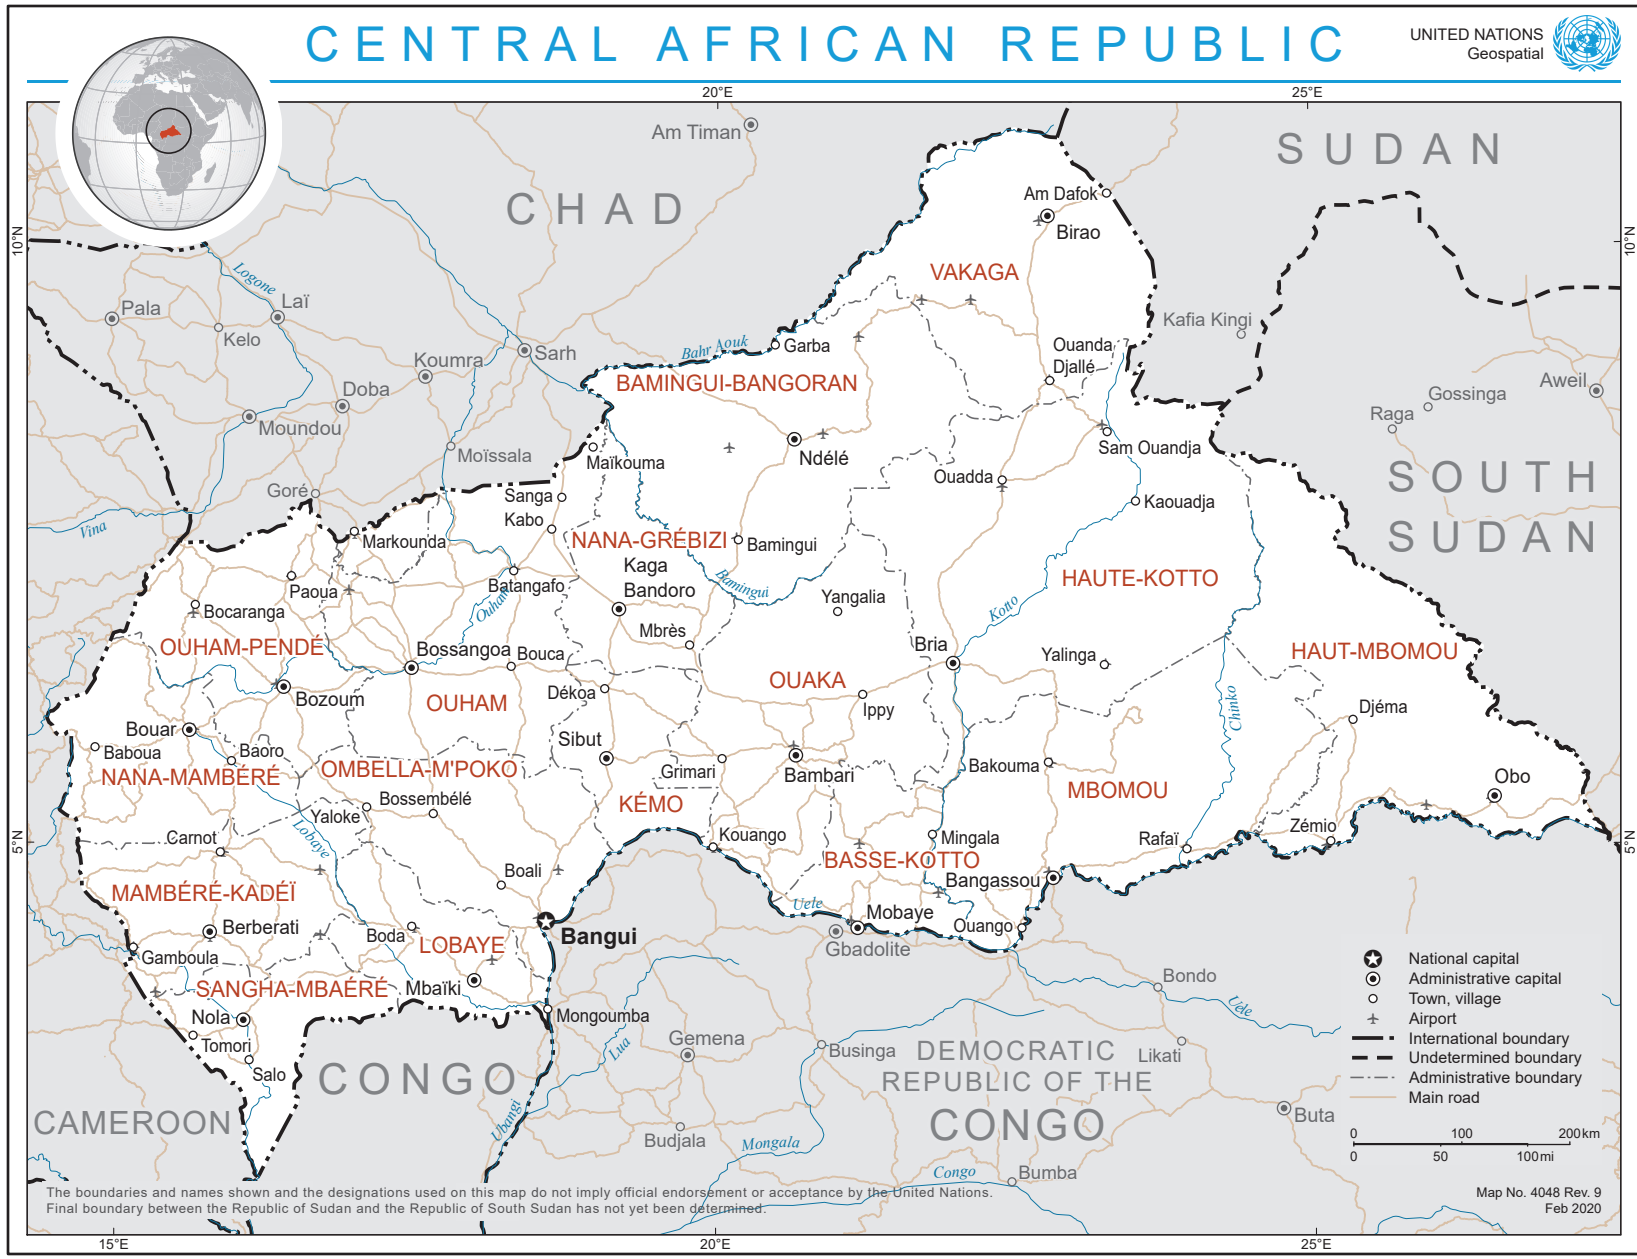 CENTRAL AFRICAN REPUBLIC
UNITED NATIONS
Geospatial
20°E
25°E
10°N
10°N
5°N
5°N
15°E
20°E
25°E
Am Timan
SUDAN
CHAD
Am Dafok
Birao
VAKAGA
Logone
Pala
Laï
Kelo
Kafia Kingi
Bahr Aouk
Garba
Ouanda
Djallé
Sarh
Koumra
Doba
Moundou
BAMINGUI-BANGORAN
Gossinga
Aweil
Raga
Moïssala
Maïkouma
Ndélé
Sam Ouandja
Goré
Sanga
Kabo
Ouadda
Kaouadja
SOUTH
SUDAN
Vina
Markounda
NANA-GRÉBIZI
Bamingui
Kaga
Bandoro
Batangafo
Ouham
Bamingui
Yangalia
HAUTE-KOTTO
Kotto
Paoua
Bocaranga
Mbrès
OUHAM-PENDÉ
Bossangoa
Bouca
Bria
Yalinga
HAUT-MBOMOU
Bozoum
OUHAM
Dékoa
OUAKA
Ippy
Chinko
Djéma
Bouar
Baboua
Baoro
NANA-MAMBÉRÉ
OMBELLA-M'POKO
Sibut
Grimari
Bambari
Bakouma
MBOMOU
Obo
Bossembélé
Yaloke
KÉMO
Lobaye
Carnot
Kouango
Mingala
Rafaï
Zémio
BASSE-KOTTO
Boali
Bangassou
MAMBÉRÉ-KADÉÏ
Uele
Mobaye
Ouango
Berberati
Boda
LOBAYE
Bangui
Gbadolite
Gamboula
SANGHA-MBAÉRÉ
Mbaïki
Bondo
Uele
Nola
Tomori
Salo
Mongoumba
Lua
Gemena
Businga
Likati
CONGO
DEMOCRATIC
REPUBLIC OF THE
CONGO
CAMEROON
Ubangi
Budjala
Mongala
Congo
Bumba
Buta
National capital
Administrative capital
Town, village
Airport
International boundary
Undetermined boundary
Administrative boundary
Main road
0 100 200 km
0 50 100 mi
The boundaries and names shown and the designations used on this map do not imply official endorsement or acceptance by the United Nations.
Final boundary between the Republic of Sudan and the Republic of South Sudan has not yet been determined.
Map No. 4048 Rev. 9
Feb 2020